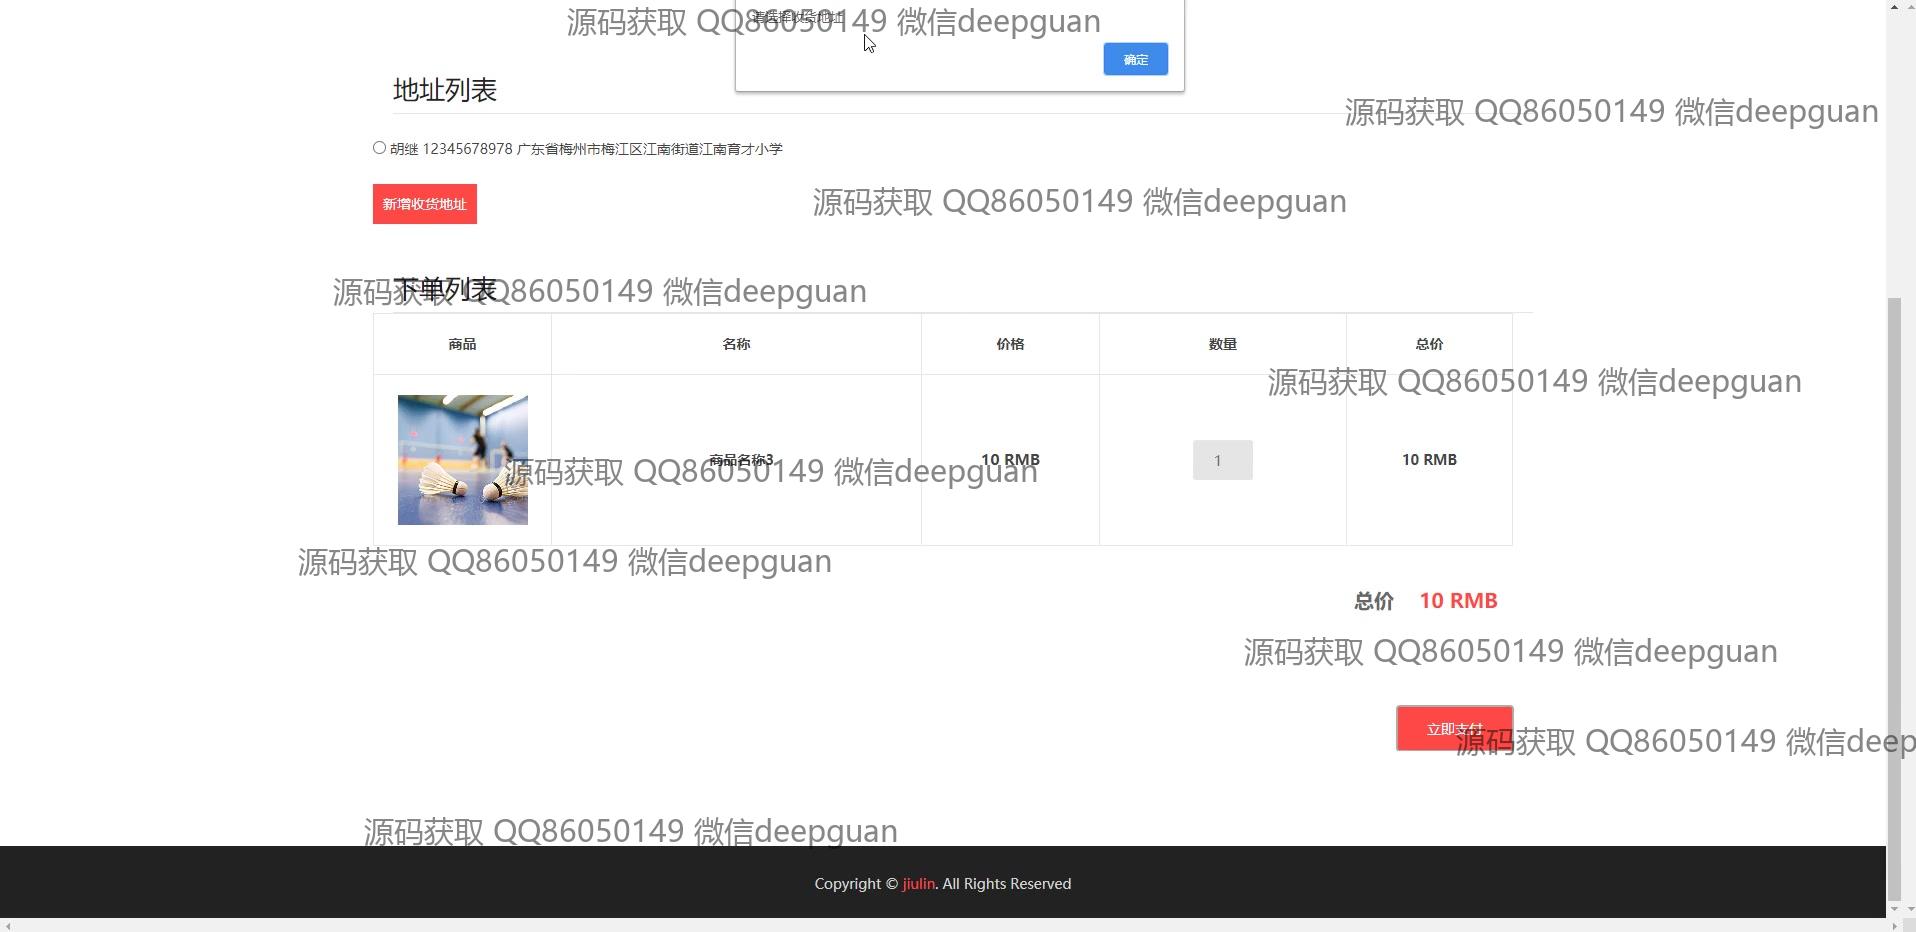 请选择收货地址
源码获取 QQ86050149 微信deepguan
确定
地址列表
源码获取 QQ86050149 微信deepguan
胡继 12345678978 广东省梅州市梅江区江南街道江南育才小学
新增收货地址
源码获取 QQ86050149 微信deepguan
下单列表
源码获取 QQ86050149 微信deepguan
商品 名称 价格 数量 总价
源码获取 QQ86050149 微信deepguan
商品名称3 10 RMB 1 10 RMB
源码获取 QQ86050149 微信deepguan
源码获取 QQ86050149 微信deepguan
总价 10 RMB
源码获取 QQ86050149 微信deepguan
立即支付
源码获取 QQ86050149 微信deep
源码获取 QQ86050149 微信deepguan
Copyright © jiulin. All Rights Reserved